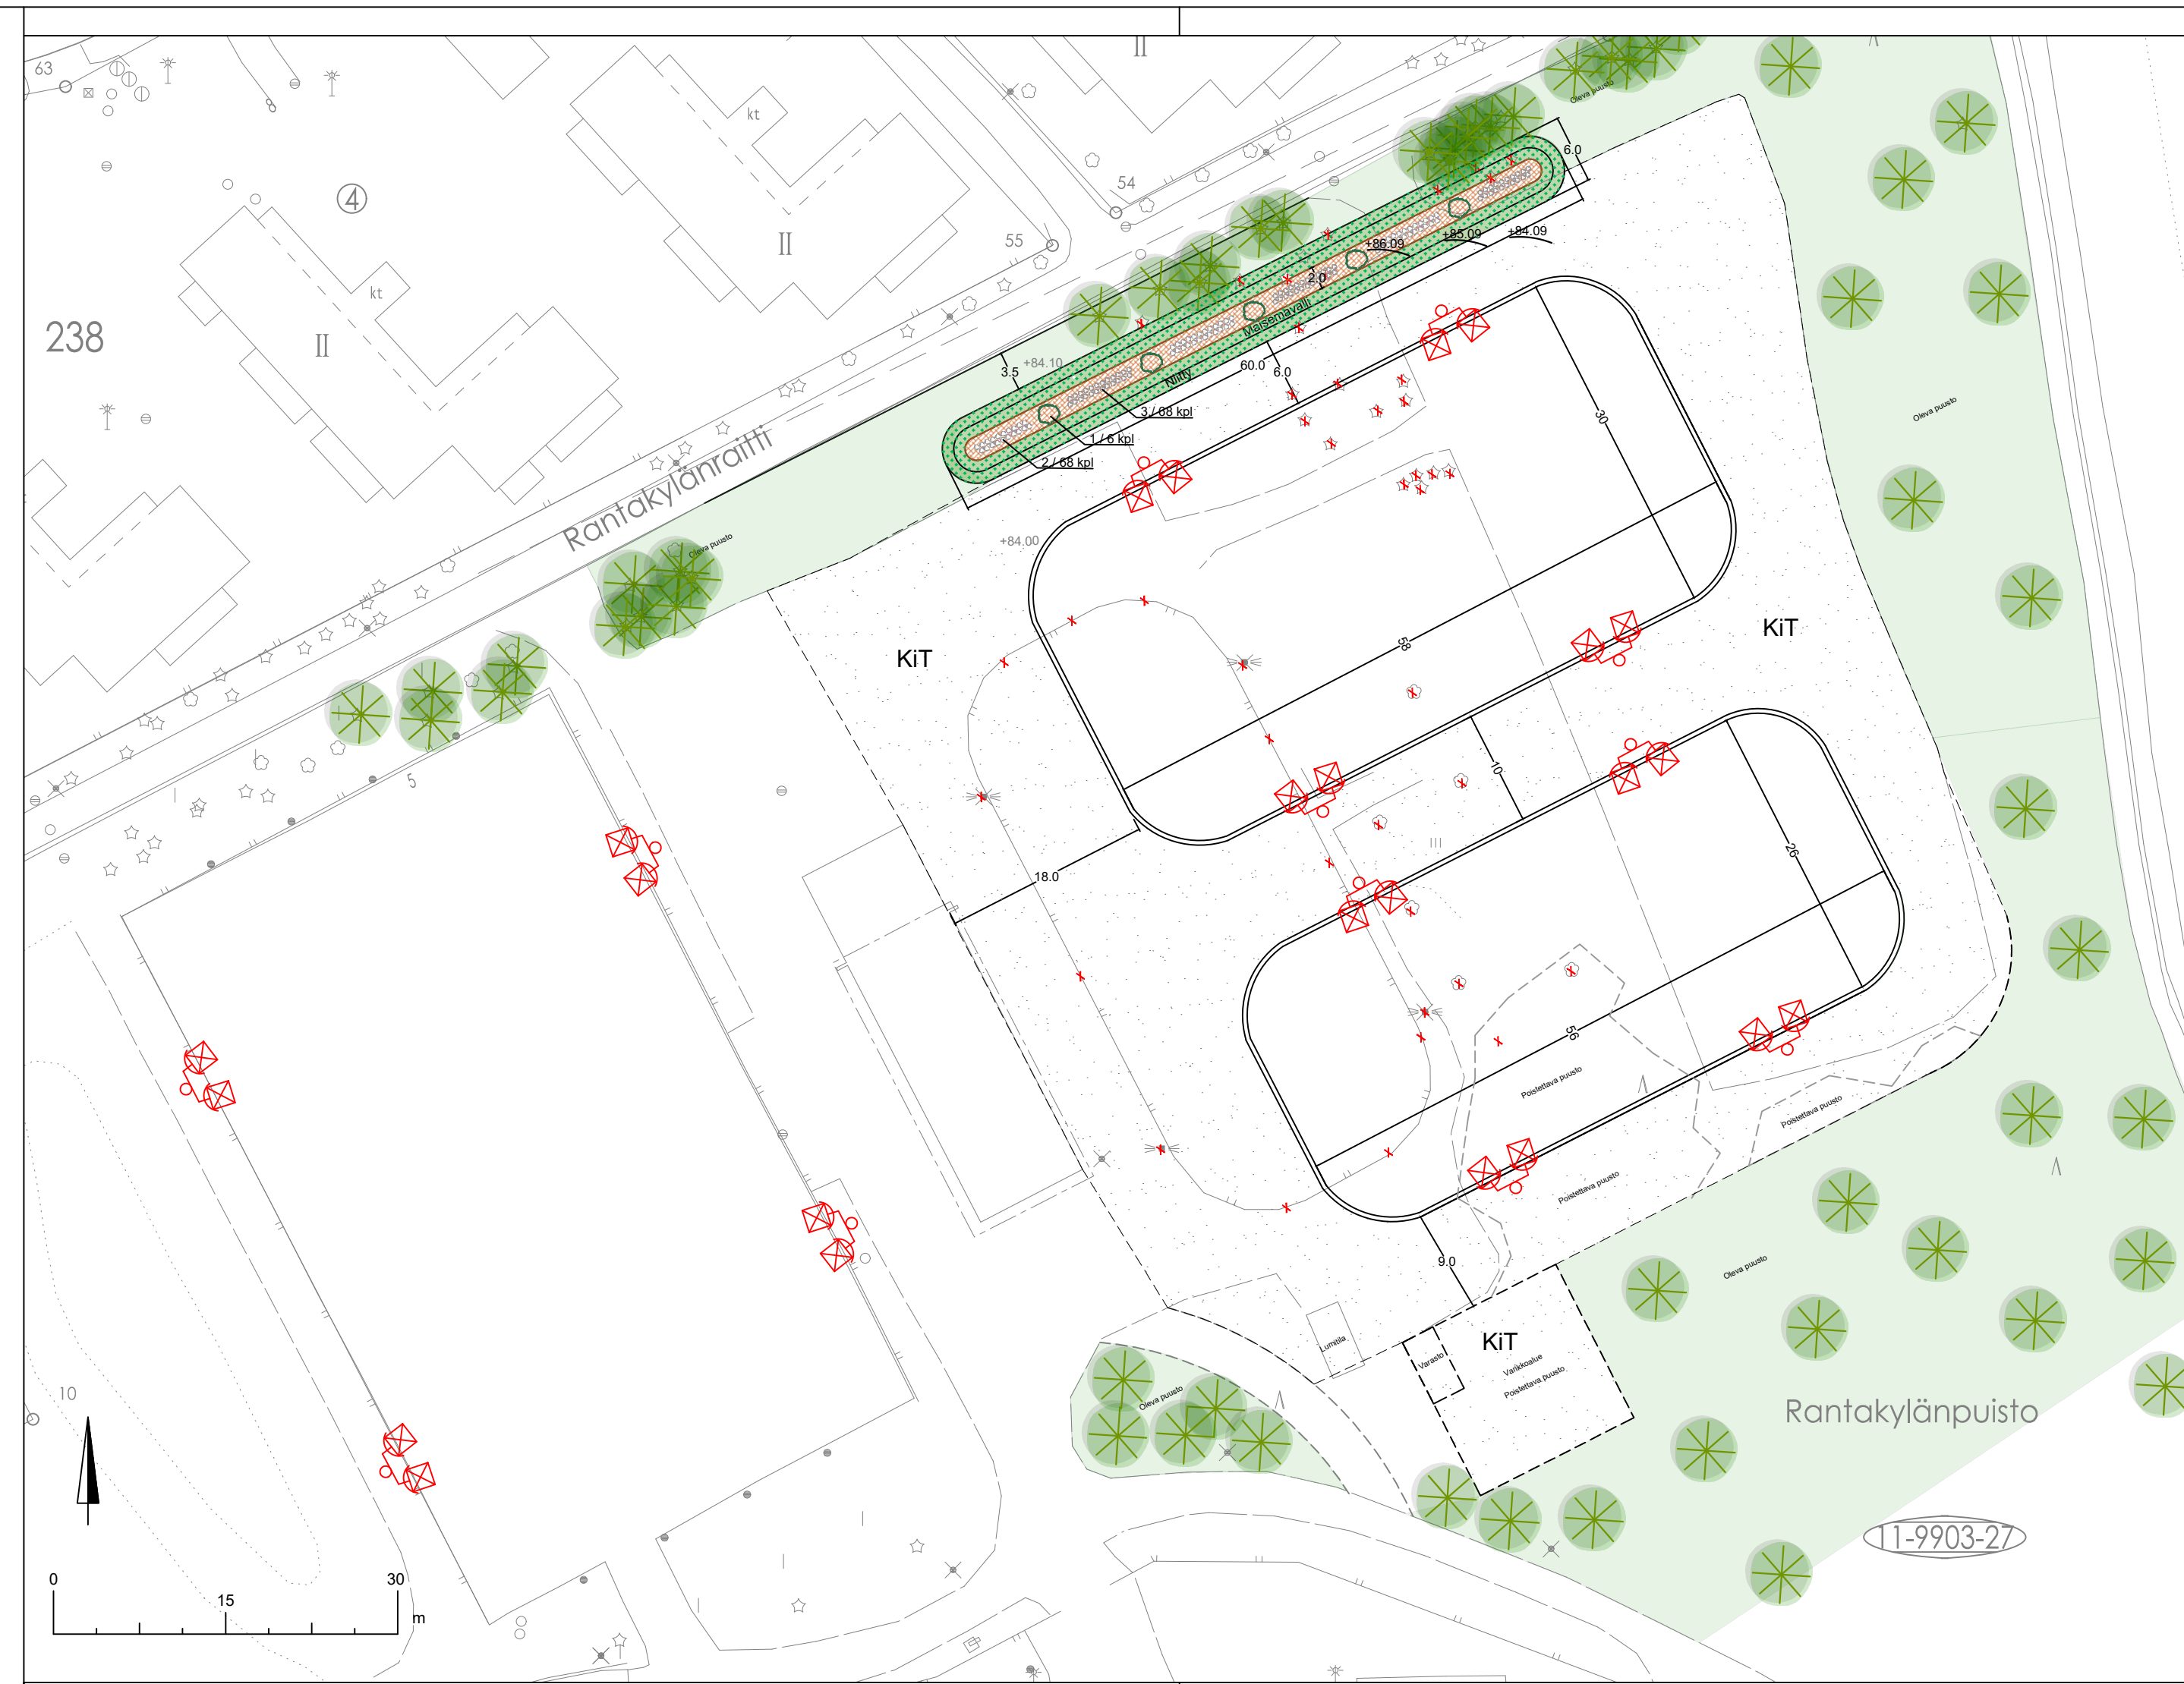 63
4
kt
II
II
54
Oleva puusto
6.0
kt
II
55
+86.09
+85.09
+84.09
2.0
Maisemavalli
238
+84.10
3.5
60.0
6.0
Niitty
3 / 68 kpl
1 / 6 kpl
2 / 68 kpl
30
Oleva puusto
Rantakylänraitti
Oleva puusto
+84.00
KiT
KiT
58
5
10
III
18.0
26
56
Poistettava puusto
Poistettava puusto
Poistettava puusto
9.0
Oleva puusto
Lumitila
Varasto
KiT
Varikkoalue
Poistettava puusto
Oleva puusto
Rantakylänpuisto
10
11-9903-27
0
15
30
m